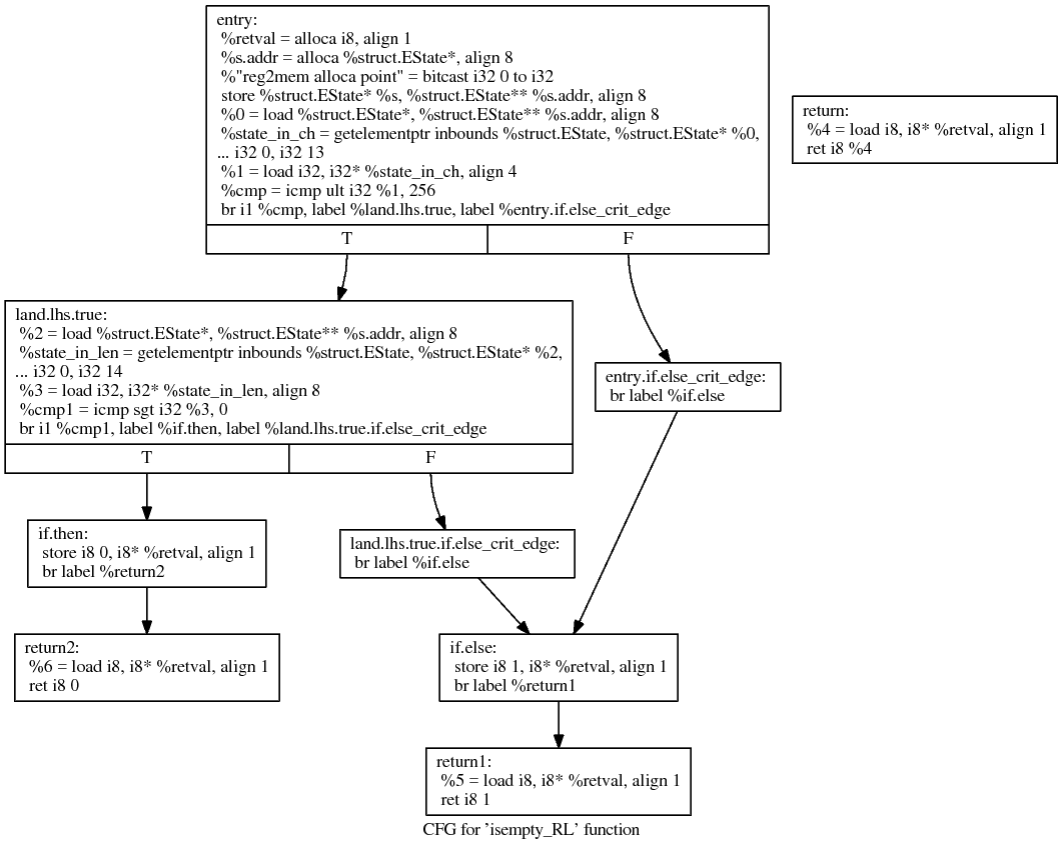 entry:
%retval = alloca i8, align 1
%s.addr = alloca %struct.EState*, align 8
%"reg2mem alloca point" = bitcast i32 0 to i32
store %struct.EState* %s, %struct.EState** %s.addr, align 8
%0 = load %struct.EState*, %struct.EState** %s.addr, align 8
%state_in_ch = getelementptr inbounds %struct.EState, %struct.EState* %0,
... i32 0, i32 13
%1 = load i32, i32* %state_in_ch, align 4
%cmp = icmp ult i32 %1, 256
br i1 %cmp, label %land.lhs.true, label %entry.if.else_crit_edge
T
F
return:
%4 = load i8, i8* %retval, align 1
ret i8 %4
land.lhs.true:
%2 = load %struct.EState*, %struct.EState** %s.addr, align 8
%state_in_len = getelementptr inbounds %struct.EState, %struct.EState* %2,
... i32 0, i32 14
%3 = load i32, i32* %state_in_len, align 8
%cmp1 = icmp sgt i32 %3, 0
br i1 %cmp1, label %if.then, label %land.lhs.true.if.else_crit_edge
T
F
entry.if.else_crit_edge:
br label %if.else
if.then:
store i8 0, i8* %retval, align 1
br label %return2
land.lhs.true.if.else_crit_edge:
br label %if.else
return2:
%6 = load i8, i8* %retval, align 1
ret i8 0
if.else:
store i8 1, i8* %retval, align 1
br label %return1
return1:
%5 = load i8, i8* %retval, align 1
ret i8 1
CFG for 'isempty_RL' function